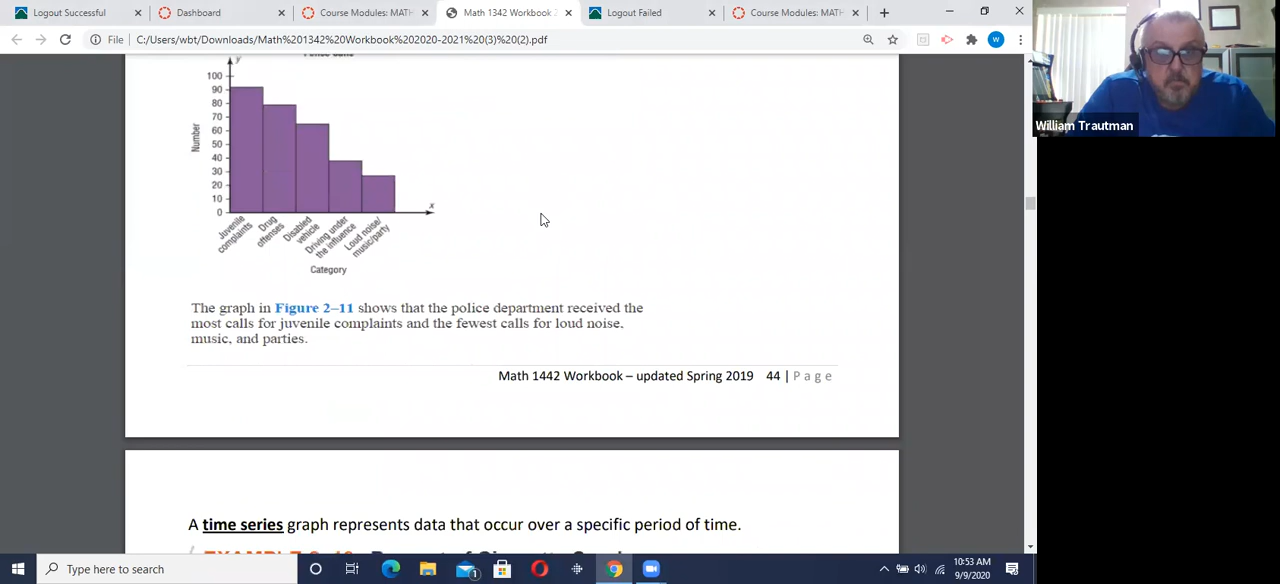 Logout Successful
Dashboard
Course Modules: MATH
Math 1342 Workbook
Logout Failed
Course Modules: MATH
File
C:/Users/wbt/Downloads/Math%201342%20Workbook%202020-2021%20(3)%20(2).pdf
W
William Trautman
y
100
90
80
70
60
50
40
30
20
10
0
Number
x
Juvenile complaints
Drug offenses
Disabled vehicle
Driving under the influence
Loud noise/ music/party
Category
The graph in Figure 2–11 shows that the police department received the
most calls for juvenile complaints and the fewest calls for loud noise,
music, and parties.
Math 1442 Workbook – updated Spring 2019 44 | Page
A time series graph represents data that occur over a specific period of time.
Type here to search
1
10:53 AM
9/9/2020